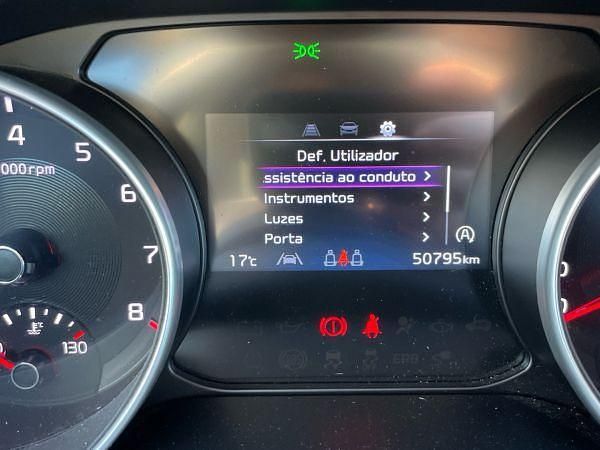 4
5
000rpm
6
7
8
130
Def. Utilizador
ssistência ao conduto >
Instrumentos >
Luzes >
Porta >
A
17°C
50795km
EPB